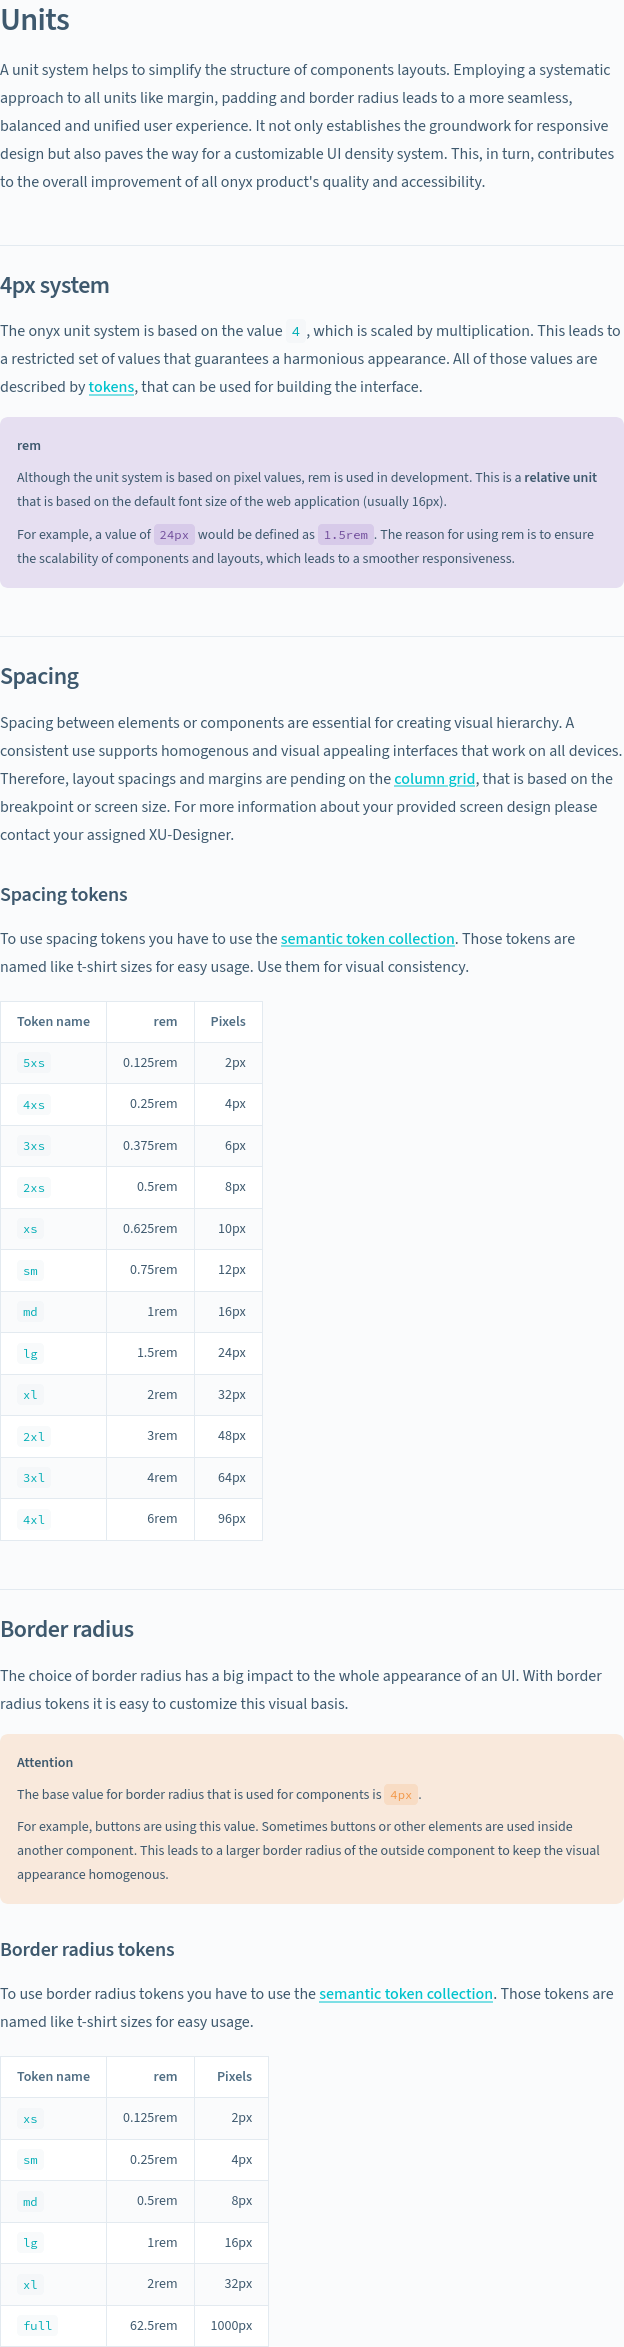 Units
A unit system helps to simplify the structure of components layouts. Employing a systematic
approach to all units like margin, padding and border radius leads to a more seamless,
balanced and unified user experience. It not only establishes the groundwork for responsive
design but also paves the way for a customizable UI density system. This, in turn, contributes
to the overall improvement of all onyx product's quality and accessibility.
4px system
The onyx unit system is based on the value 4, which is scaled by multiplication. This leads to
a restricted set of values that guarantees a harmonious appearance. All of those values are
described by tokens, that can be used for building the interface.
rem
Although the unit system is based on pixel values, rem is used in development. This is a relative unit
that is based on the default font size of the web application (usually 16px).
For example, a value of 24px would be defined as 1.5rem. The reason for using rem is to ensure
the scalability of components and layouts, which leads to a smoother responsiveness.
Spacing
Spacing between elements or components are essential for creating visual hierarchy. A
consistent use supports homogenous and visual appealing interfaces that work on all devices.
Therefore, layout spacings and margins are pending on the column grid, that is based on the
breakpoint or screen size. For more information about your provided screen design please
contact your assigned XU-Designer.
Spacing tokens
To use spacing tokens you have to use the semantic token collection. Those tokens are
named like t-shirt sizes for easy usage. Use them for visual consistency.
Token name rem Pixels
5xs 0.125rem 2px
4xs 0.25rem 4px
3xs 0.375rem 6px
2xs 0.5rem 8px
xs 0.625rem 10px
sm 0.75rem 12px
md 1rem 16px
lg 1.5rem 24px
xl 2rem 32px
2xl 3rem 48px
3xl 4rem 64px
4xl 6rem 96px
Border radius
The choice of border radius has a big impact to the whole appearance of an UI. With border
radius tokens it is easy to customize this visual basis.
Attention
The base value for border radius that is used for components is 4px.
For example, buttons are using this value. Sometimes buttons or other elements are used inside
another component. This leads to a larger border radius of the outside component to keep the visual
appearance homogenous.
Border radius tokens
To use border radius tokens you have to use the semantic token collection. Those tokens are
named like t-shirt sizes for easy usage.
Token name rem Pixels
xs 0.125rem 2px
sm 0.25rem 4px
md 0.5rem 8px
lg 1rem 16px
xl 2rem 32px
full 62.5rem 1000px